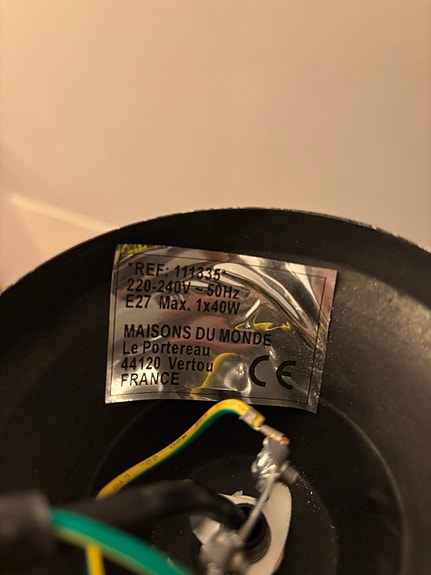 *REF: 111335*
220-240V ~ 50Hz
E27 Max. 1x40W
MAISONS DU MONDE
Le Portereau
44120 Vertou
FRANCE
CE